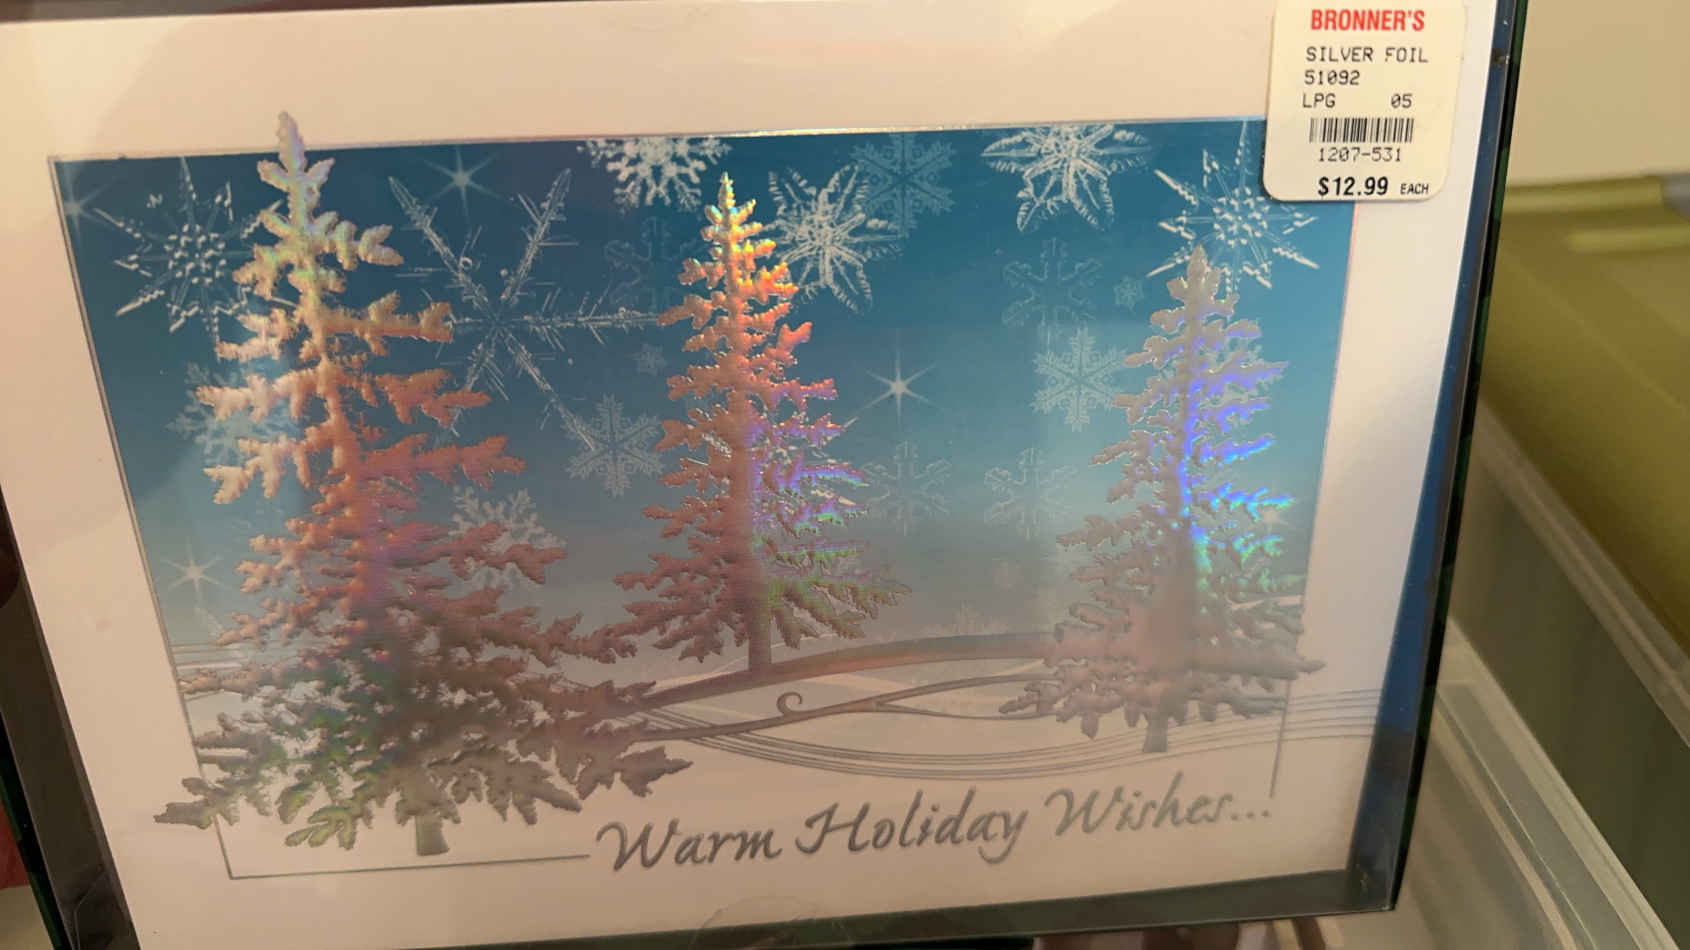 BRONNER'S
SILVER FOIL
51092
LPG 05
1207-531
$12.99 EACH
Warm Holiday Wishes...